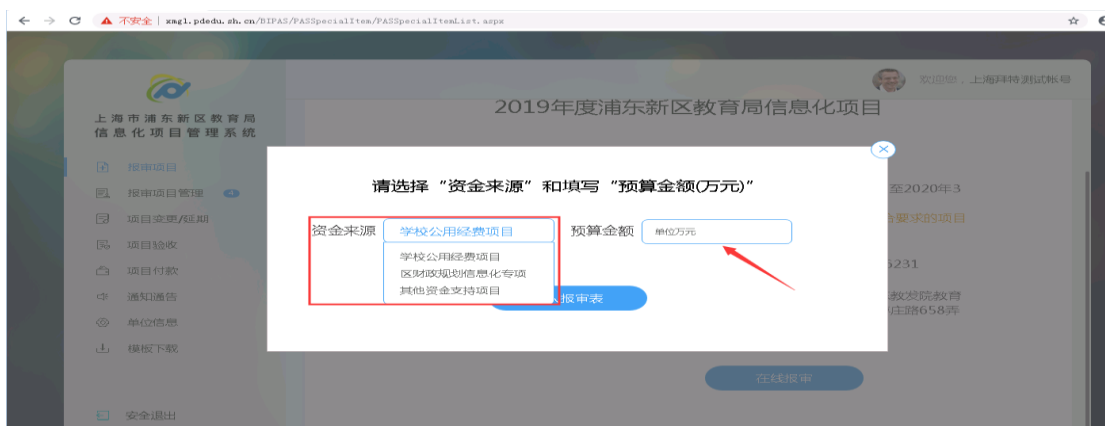 不安全 | xmgl.pdedu.sh.cn/BIPAS/PASSpecialItem/PASSpecialItemList.aspx
欢迎您，上海拜特测试帐号
上海市浦东新区教育局
信息化项目管理系统
2019年度浦东新区教育局信息化项目
报审项目
报审项目管理 4
项目变更/延期
项目验收
项目付款
通知通告
单位信息
模板下载
安全退出
请选择“资金来源”和填写“预算金额(万元)”
资金来源 学校公用经费项目 预算金额 单位万元
学校公用经费项目
区财政规划信息化专项
其他资金支持项目
报审表
至2020年3
要求的项目
5231
教发院教育
庄路658弄
在线报审